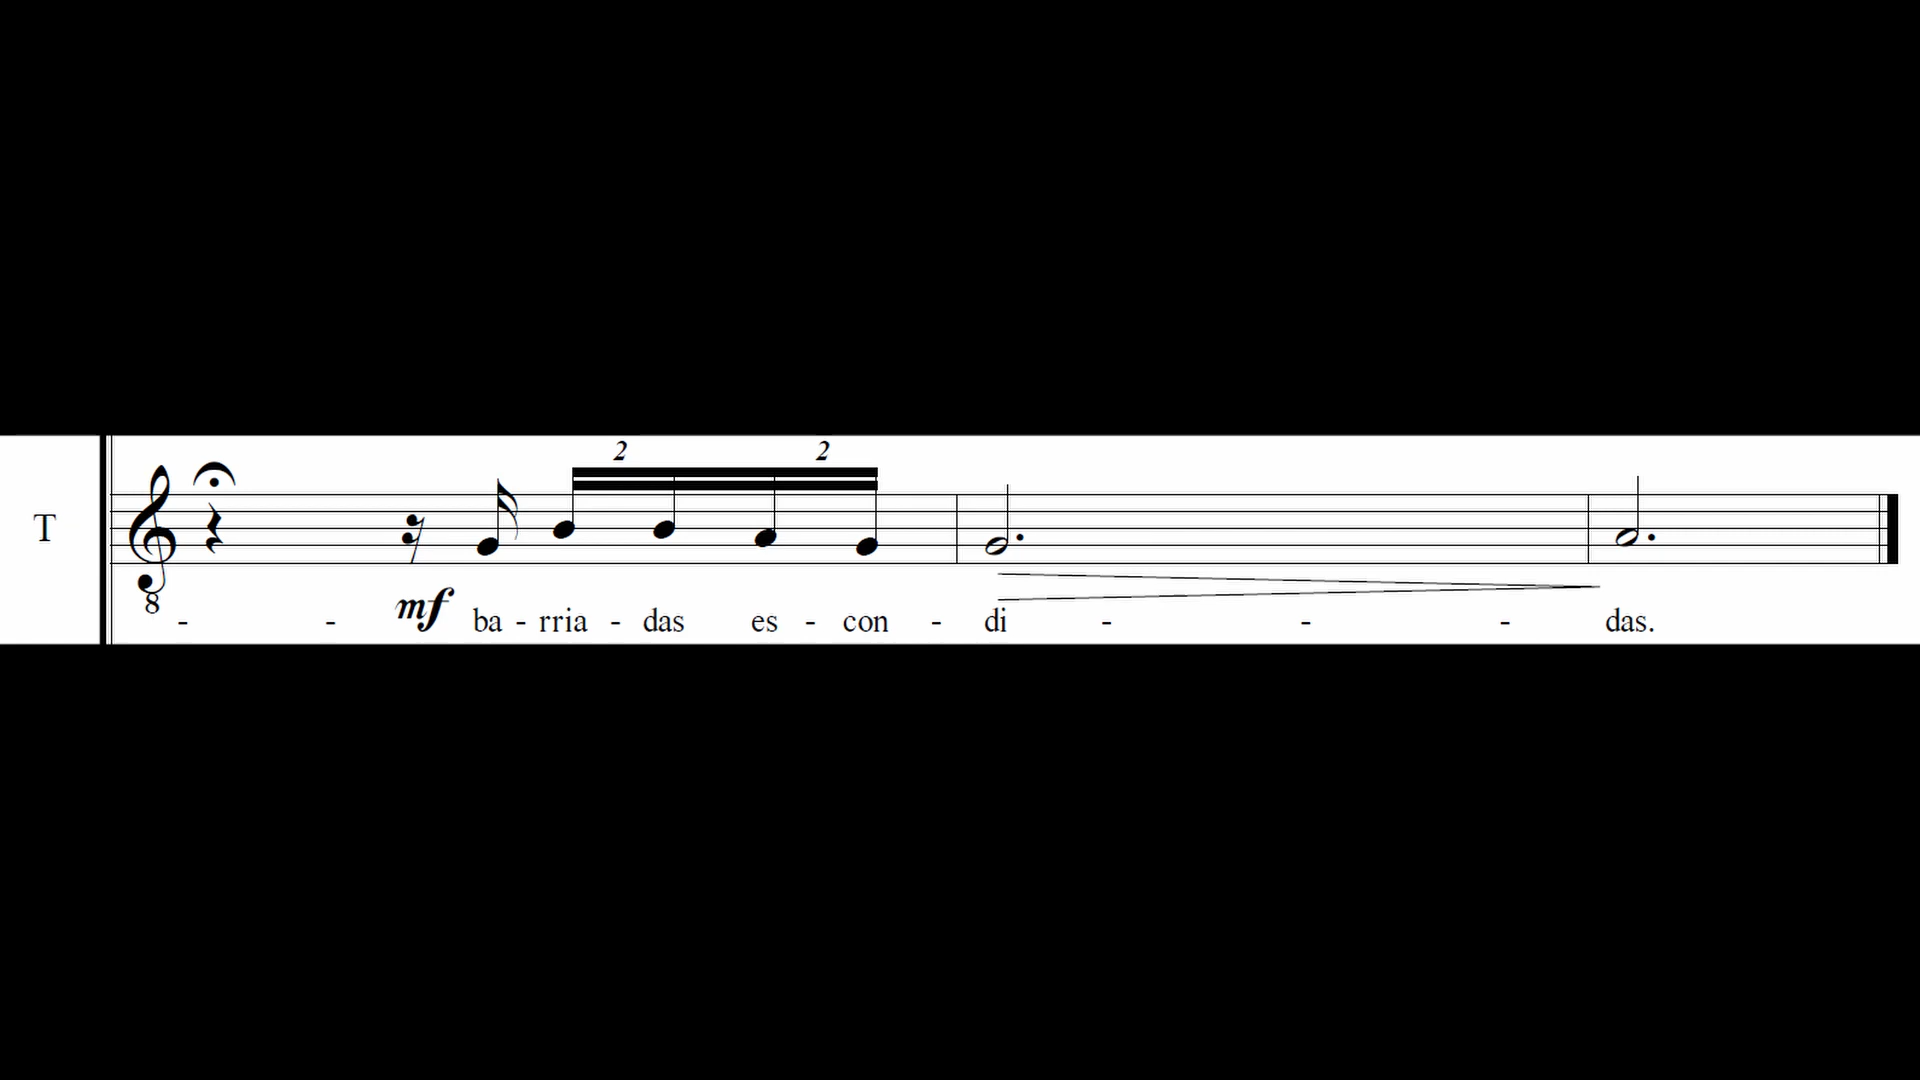 2 2
T
8
- - mf ba - rria - das es - con - di - - - das.